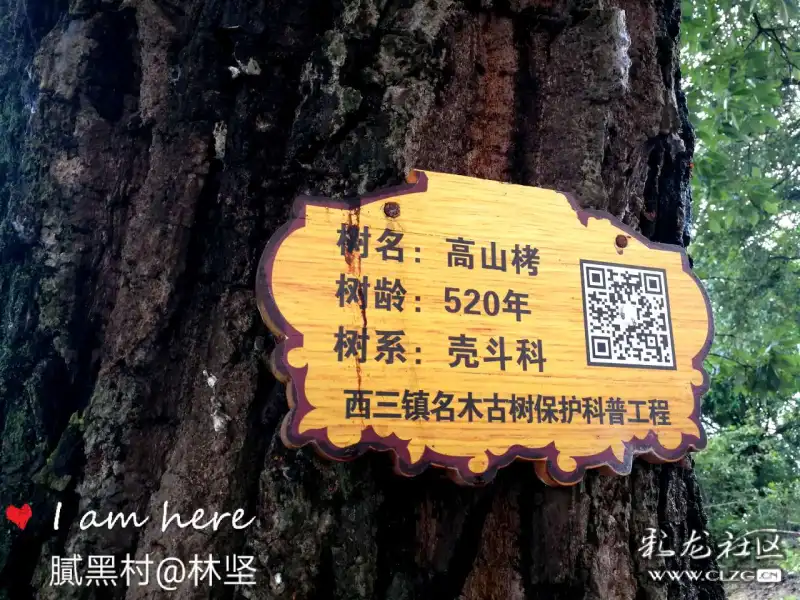 树名：高山栲
树龄：520年
树系：壳斗科
西三镇名木古树保护科普工程
I am here
腻黑村@林坚
彩龙社区
WWW.CLZG.CN